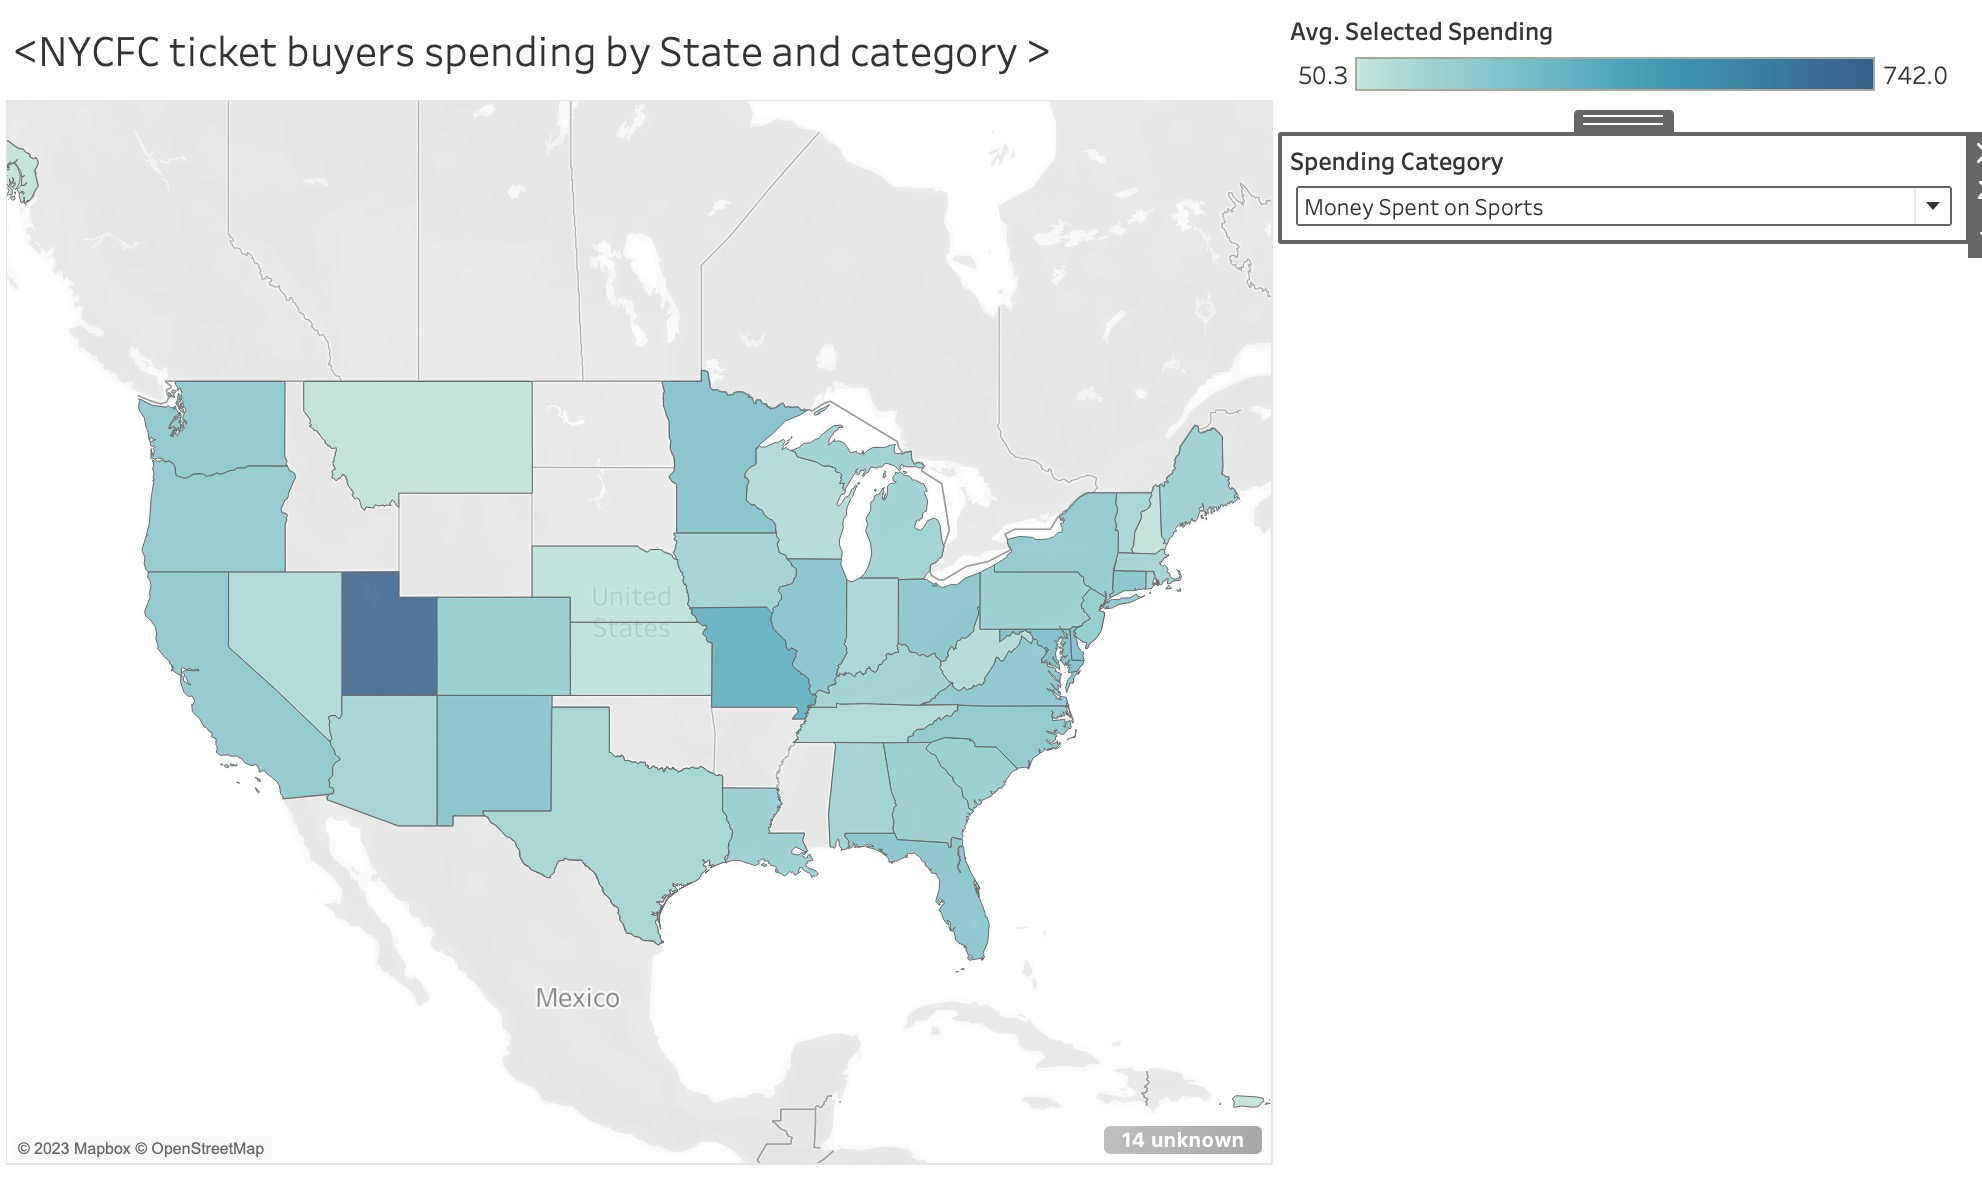 <NYCFC ticket buyers spending by State and category >
Avg. Selected Spending
50.3
742.0
Spending Category
Money Spent on Sports
United
States
Mexico
© 2023 Mapbox © OpenStreetMap
14 unknown